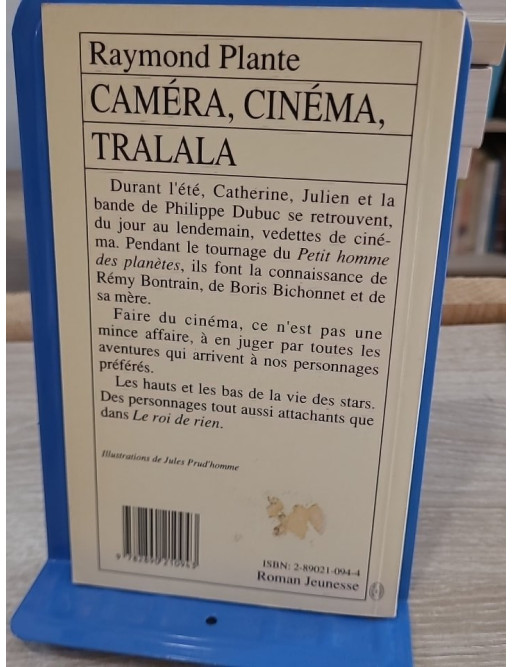 Raymond Plante
CAMÉRA, CINÉMA,
TRALALA
Durant l'été, Catherine, Julien et la
bande de Philippe Dubuc se retrouvent,
du jour au lendemain, vedettes de ciné-
ma. Pendant le tournage du Petit homme
des planètes, ils font la connaissance de
Rémy Bontrain, de Boris Bichonnet et de
sa mère.
Faire du cinéma, ce n'est pas une
mince affaire, à en juger par toutes les
aventures qui arrivent à nos personnages
préférés.
Les hauts et les bas de la vie des stars.
Des personnages tout aussi attachants que
dans Le roi de rien.
Illustrations de Jules Prud'homme
9 782890 210943
ISBN: 2-89021-094-4
Roman Jeunesse